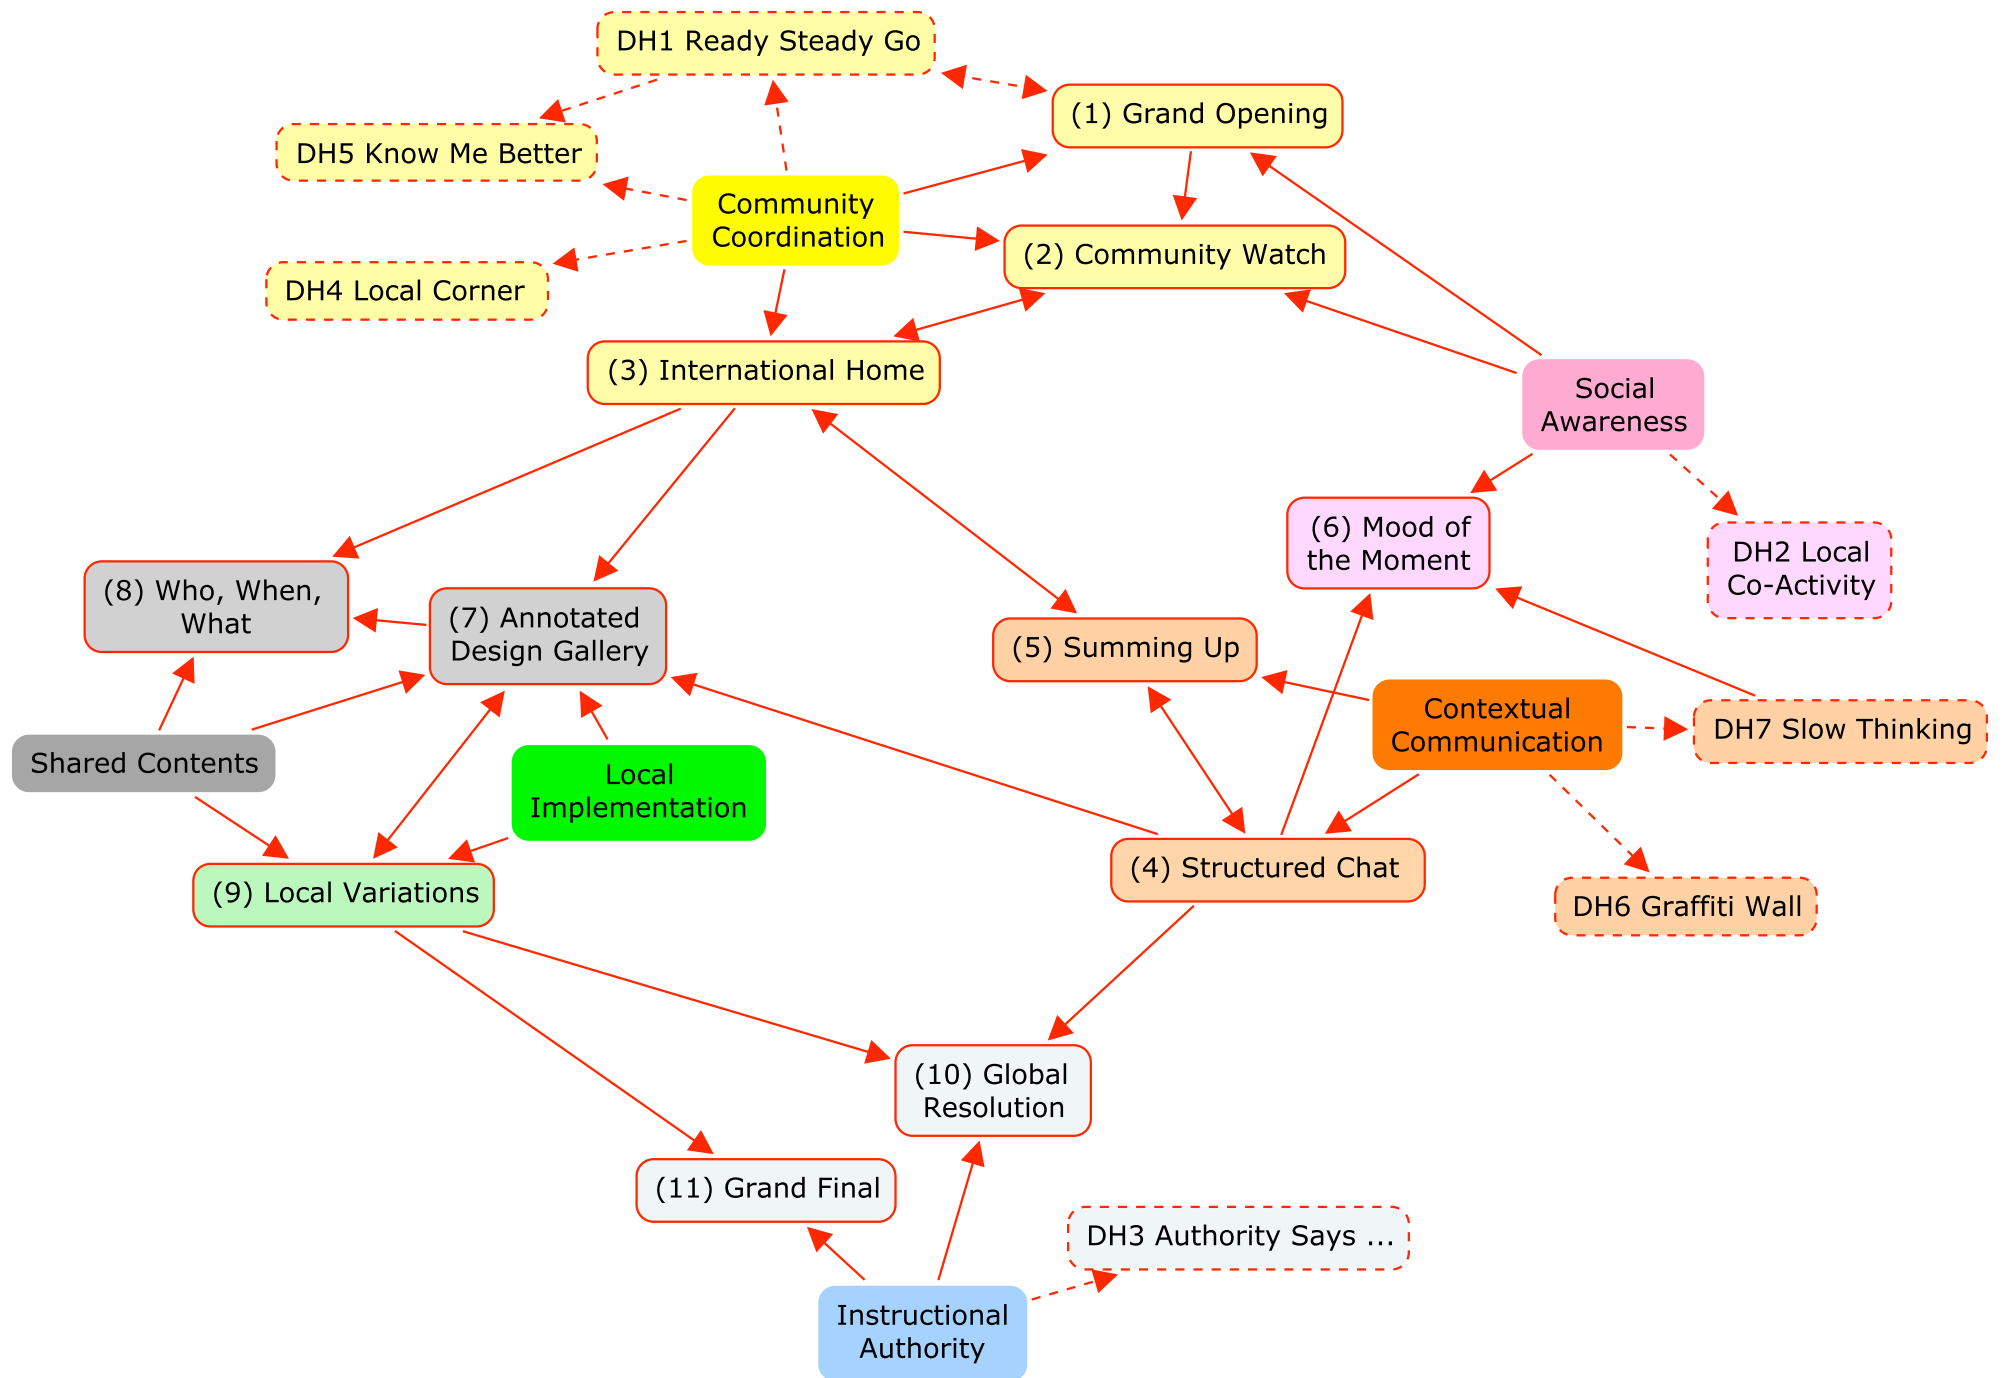 DH1 Ready Steady Go
(1) Grand Opening
DH5 Know Me Better
Community
Coordination
(2) Community Watch
DH4 Local Corner
(3) International Home
Social
Awareness
(6) Mood of
the Moment
DH2 Local
Co-Activity
(8) Who, When,
What
(7) Annotated
Design Gallery
(5) Summing Up
Contextual
Communication
DH7 Slow Thinking
Shared Contents
Local
Implementation
(4) Structured Chat
(9) Local Variations
DH6 Graffiti Wall
(10) Global
Resolution
(11) Grand Final
DH3 Authority Says ...
Instructional
Authority